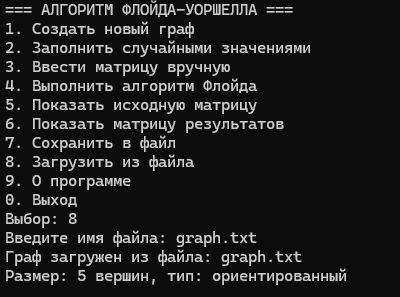 === АЛГОРИТМ ФЛОЙДА-УОРШЕЛЛА ===
1. Создать новый граф
2. Заполнить случайными значениями
3. Ввести матрицу вручную
4. Выполнить алгоритм Флойда
5. Показать исходную матрицу
6. Показать матрицу результатов
7. Сохранить в файл
8. Загрузить из файла
9. О программе
0. Выход
Выбор: 8
Введите имя файла: graph.txt
Граф загружен из файла: graph.txt
Размер: 5 вершин, тип: ориентированный